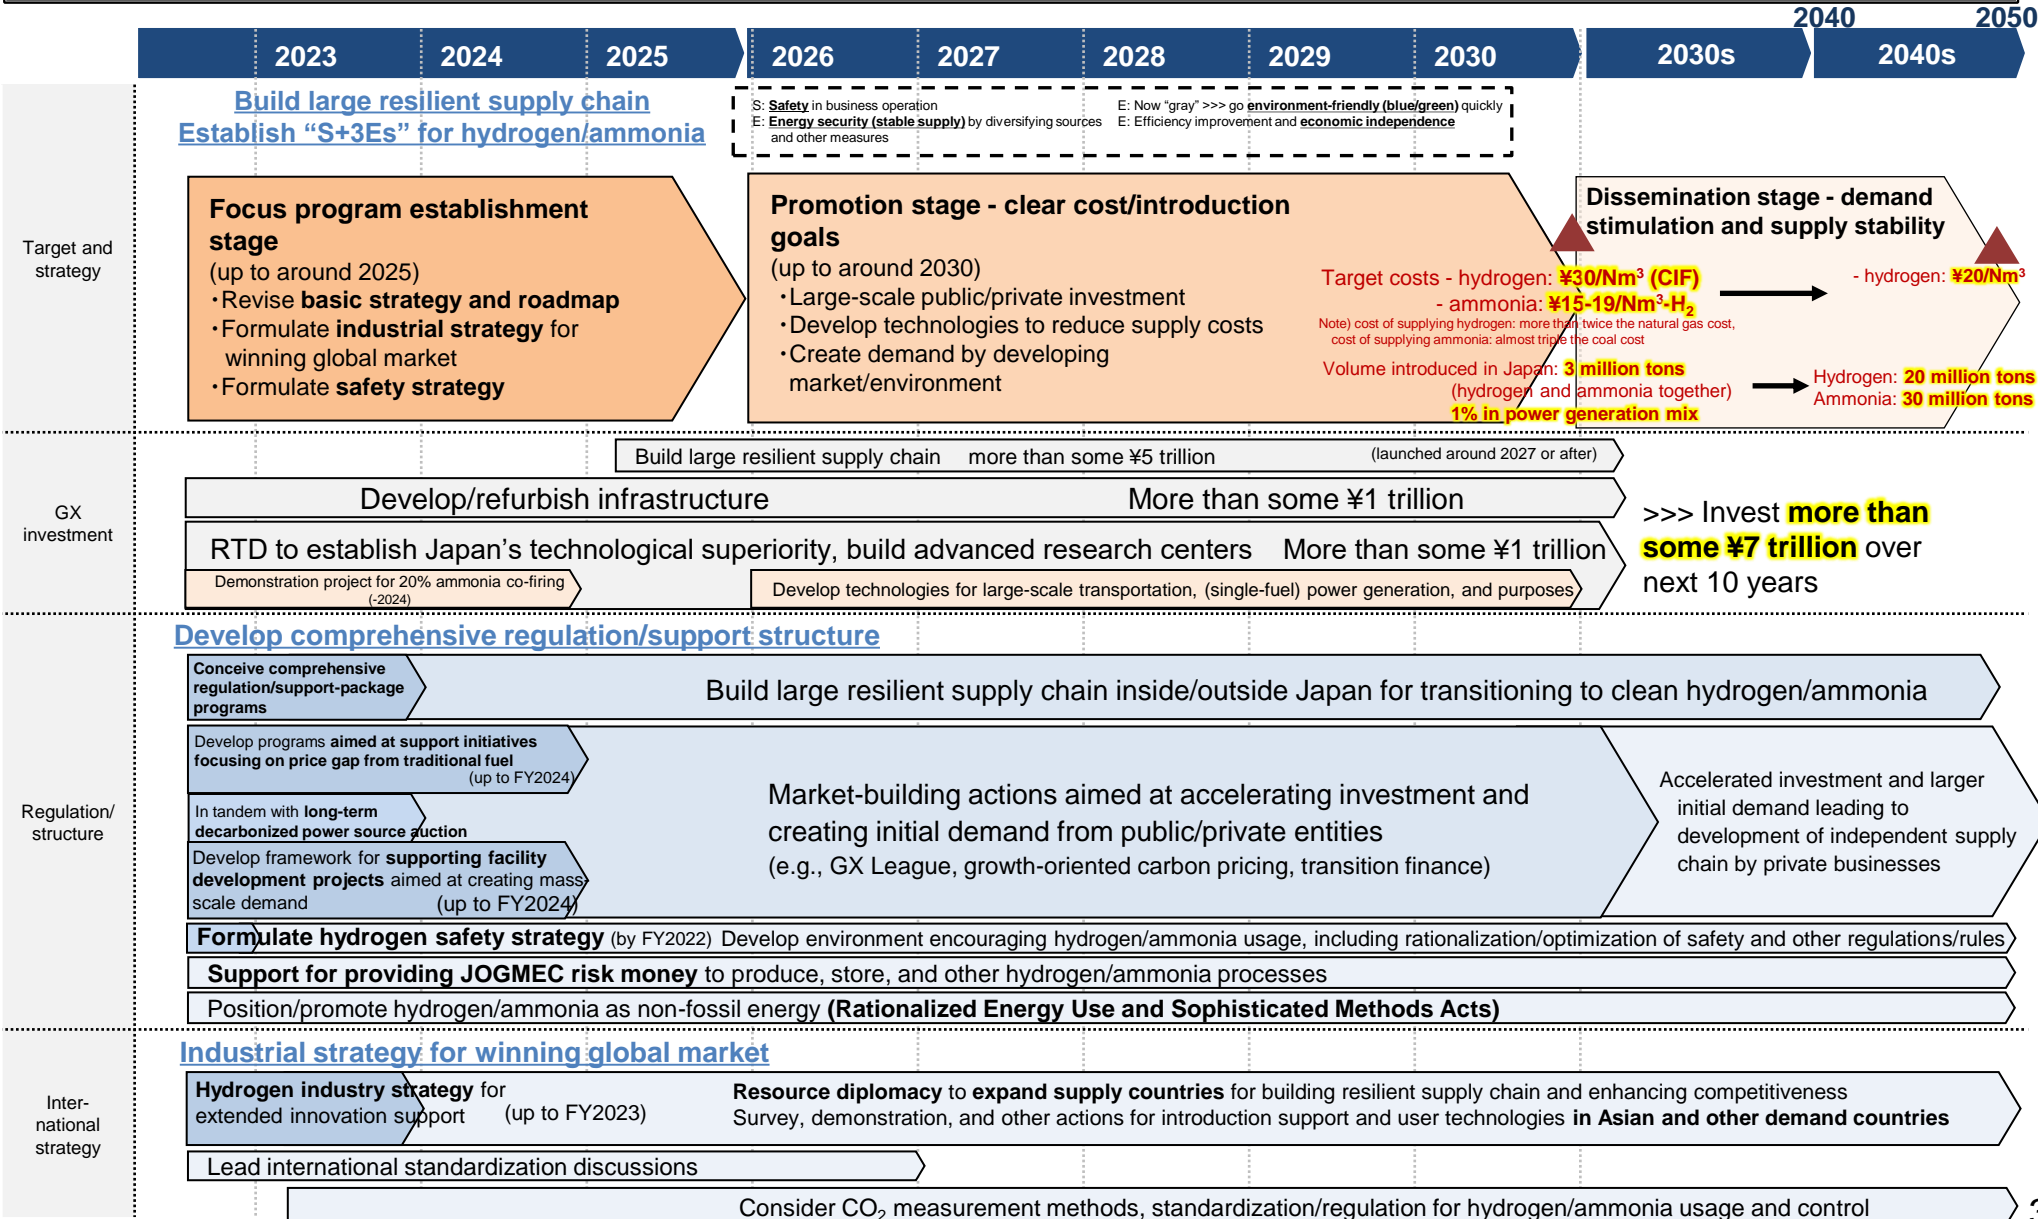 2040 2050
2023 2024 2025 2026 2027 2028 2029 2030 2030s 2040s
Target and
strategy
Build large resilient supply chain
Establish “S+3Es” for hydrogen/ammonia
S: Safety in business operation
E: Energy security (stable supply) by diversifying sources
and other measures
E: Now “gray” >>> go environment-friendly (blue/green) quickly
E: Efficiency improvement and economic independence
Focus program establishment
stage
(up to around 2025)
・Revise basic strategy and roadmap
・Formulate industrial strategy for
winning global market
・Formulate safety strategy
Promotion stage - clear cost/introduction
goals
(up to around 2030)
・Large-scale public/private investment
・Develop technologies to reduce supply costs
・Create demand by developing
market/environment
Target costs - hydrogen: ¥30/Nm³ (CIF)
- ammonia: ¥15-19/Nm³-H₂
Note) cost of supplying hydrogen: more than twice the natural gas cost,
cost of supplying ammonia: almost triple the coal cost
Volume introduced in Japan: 3 million tons
(hydrogen and ammonia together)
1% in power generation mix
Dissemination stage - demand
stimulation and supply stability
- hydrogen: ¥20/Nm³
Hydrogen: 20 million tons
Ammonia: 30 million tons
GX
investment
Build large resilient supply chain more than some ¥5 trillion (launched around 2027 or after)
Develop/refurbish infrastructure More than some ¥1 trillion
RTD to establish Japan’s technological superiority, build advanced research centers More than some ¥1 trillion
Demonstration project for 20% ammonia co-firing
(-2024)
Develop technologies for large-scale transportation, (single-fuel) power generation, and purposes
>>> Invest more than
some ¥7 trillion over
next 10 years
Regulation/
structure
Develop comprehensive regulation/support structure
Conceive comprehensive
regulation/support-package
programs
Build large resilient supply chain inside/outside Japan for transitioning to clean hydrogen/ammonia
Develop programs aimed at support initiatives
focusing on price gap from traditional fuel
(up to FY2024)
In tandem with long-term
decarbonized power source auction
Develop framework for supporting facility
development projects aimed at creating mass-
scale demand (up to FY2024)
Market-building actions aimed at accelerating investment and
creating initial demand from public/private entities
(e.g., GX League, growth-oriented carbon pricing, transition finance)
Accelerated investment and larger
initial demand leading to
development of independent supply
chain by private businesses
Formulate hydrogen safety strategy (by FY2022) Develop environment encouraging hydrogen/ammonia usage, including rationalization/optimization of safety and other regulations/rules
Support for providing JOGMEC risk money to produce, store, and other hydrogen/ammonia processes
Position/promote hydrogen/ammonia as non-fossil energy (Rationalized Energy Use and Sophisticated Methods Acts)
Inter-
national
strategy
Industrial strategy for winning global market
Hydrogen industry strategy for
extended innovation support (up to FY2023)
Resource diplomacy to expand supply countries for building resilient supply chain and enhancing competitiveness
Survey, demonstration, and other actions for introduction support and user technologies in Asian and other demand countries
Lead international standardization discussions
Consider CO₂ measurement methods, standardization/regulation for hydrogen/ammonia usage and control